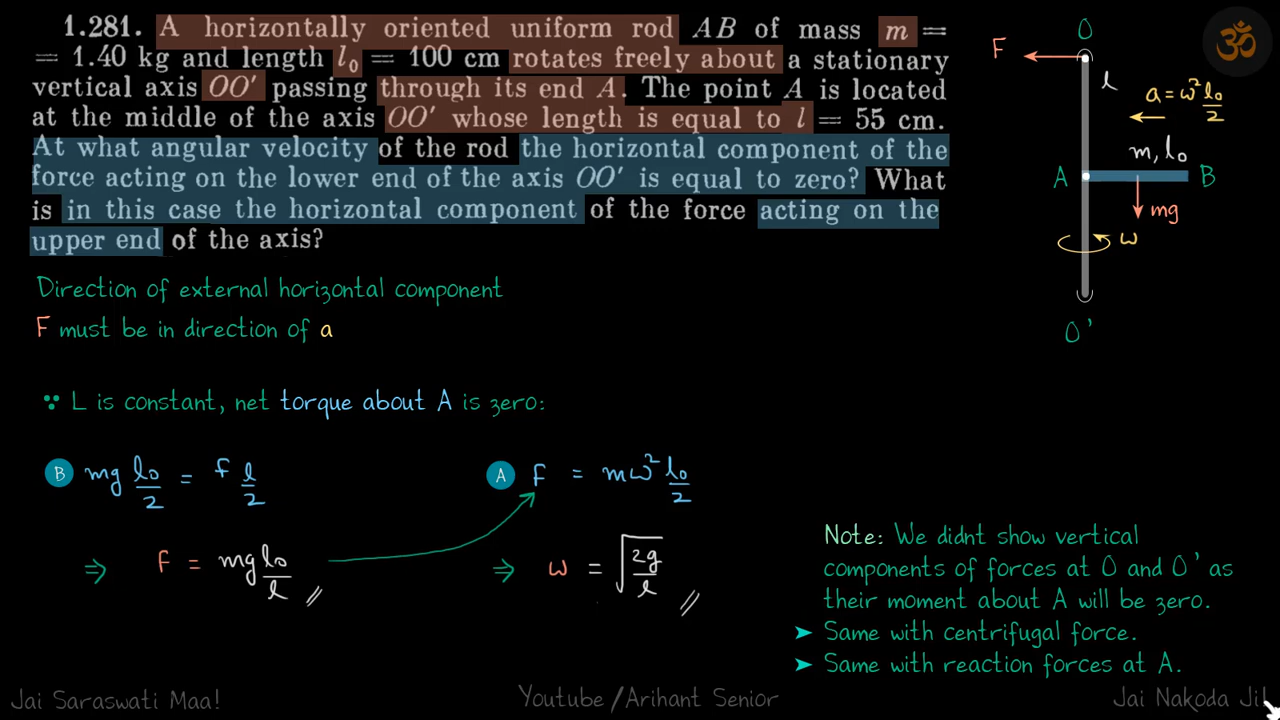 1.281. A horizontally oriented uniform rod AB of mass m =
= 1.40 kg and length l₀ = 100 cm rotates freely about a stationary
vertical axis OO′ passing through its end A. The point A is located
at the middle of the axis OO′ whose length is equal to l = 55 cm.
At what angular velocity of the rod the horizontal component of the
force acting on the lower end of the axis OO′ is equal to zero? What
is in this case the horizontal component of the force acting on the
upper end of the axis?
O
F
l
a = ω² l₀/2
m, l₀
A
B
mg
ω
O'
ॐ
Direction of external horizontal component
F must be in direction of a
∵ L is constant, net torque about A is zero:
B mg l₀/2 = f l/2
A f = mω² l₀/2
⇒ F = mg l₀/l //
⇒ ω = √(2g/l) //
Note: We didnt show vertical
components of forces at O and O' as
their moment about A will be zero.
➤ Same with centrifugal force.
➤ Same with reaction forces at A.
Jai Saraswati Maa!
Youtube /Arihant Senior
Jai Nakoda Ji!